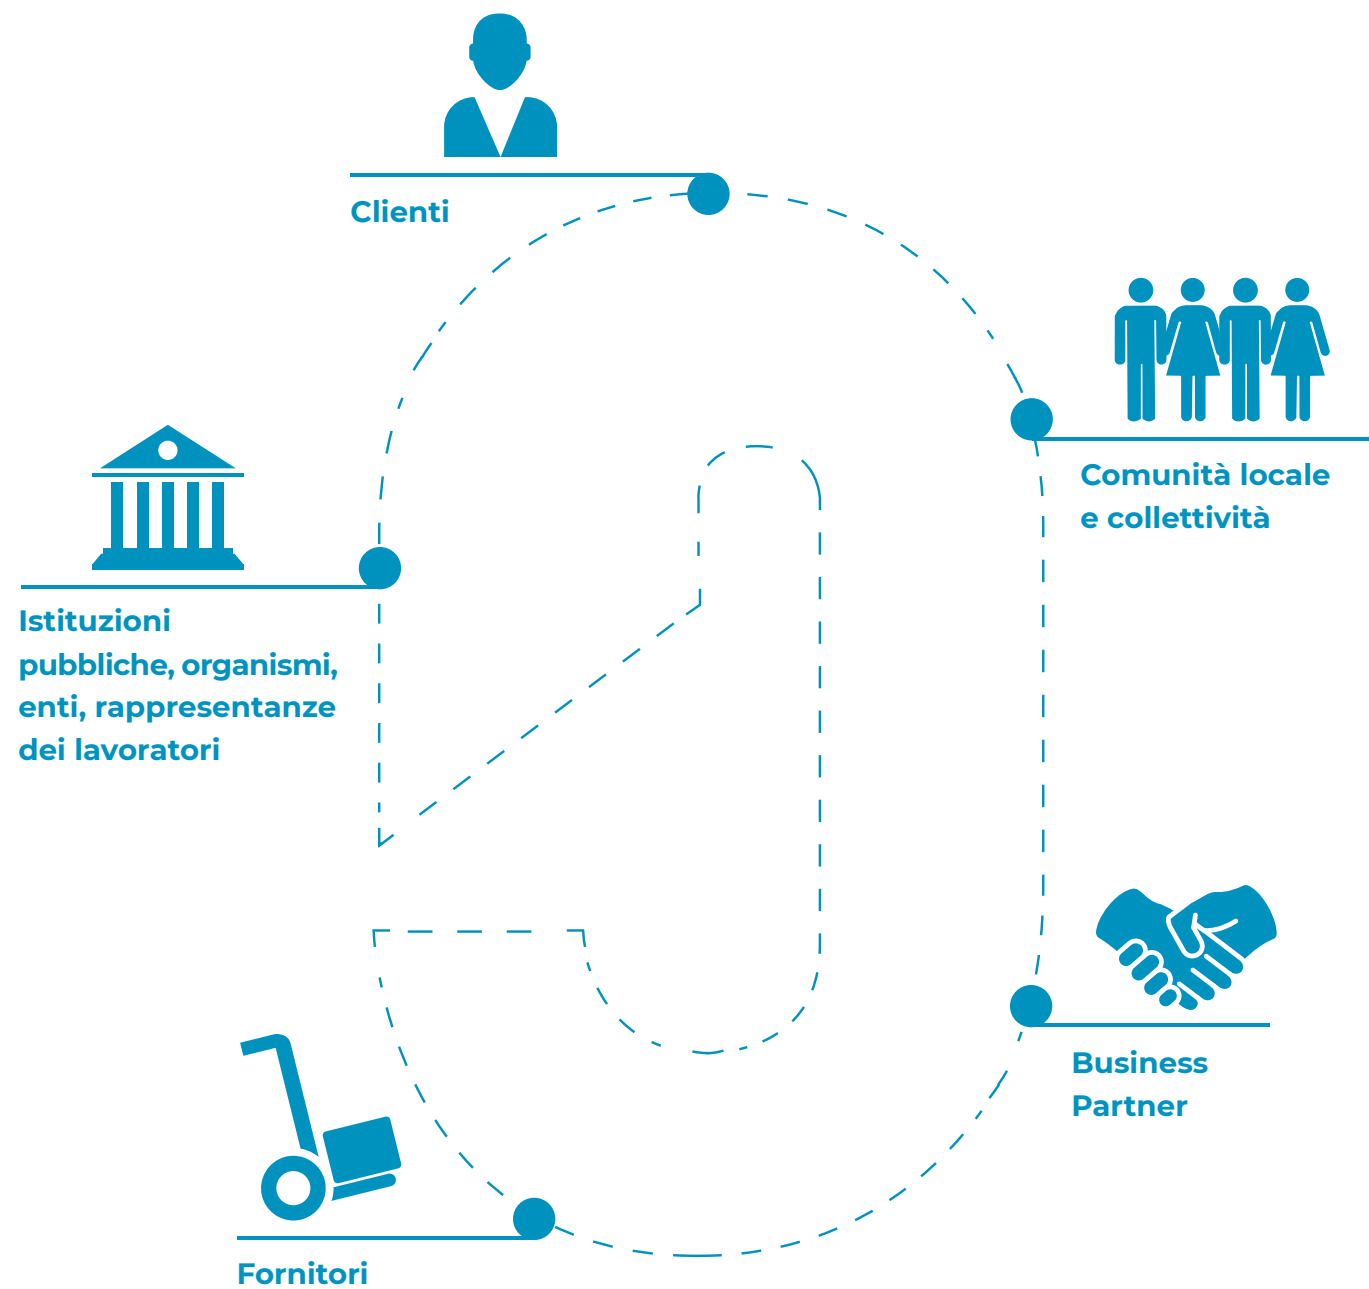 Clienti
Comunità locale
e collettività
Istituzioni
pubbliche, organismi,
enti, rappresentanze
dei lavoratori
Business
Partner
Fornitori